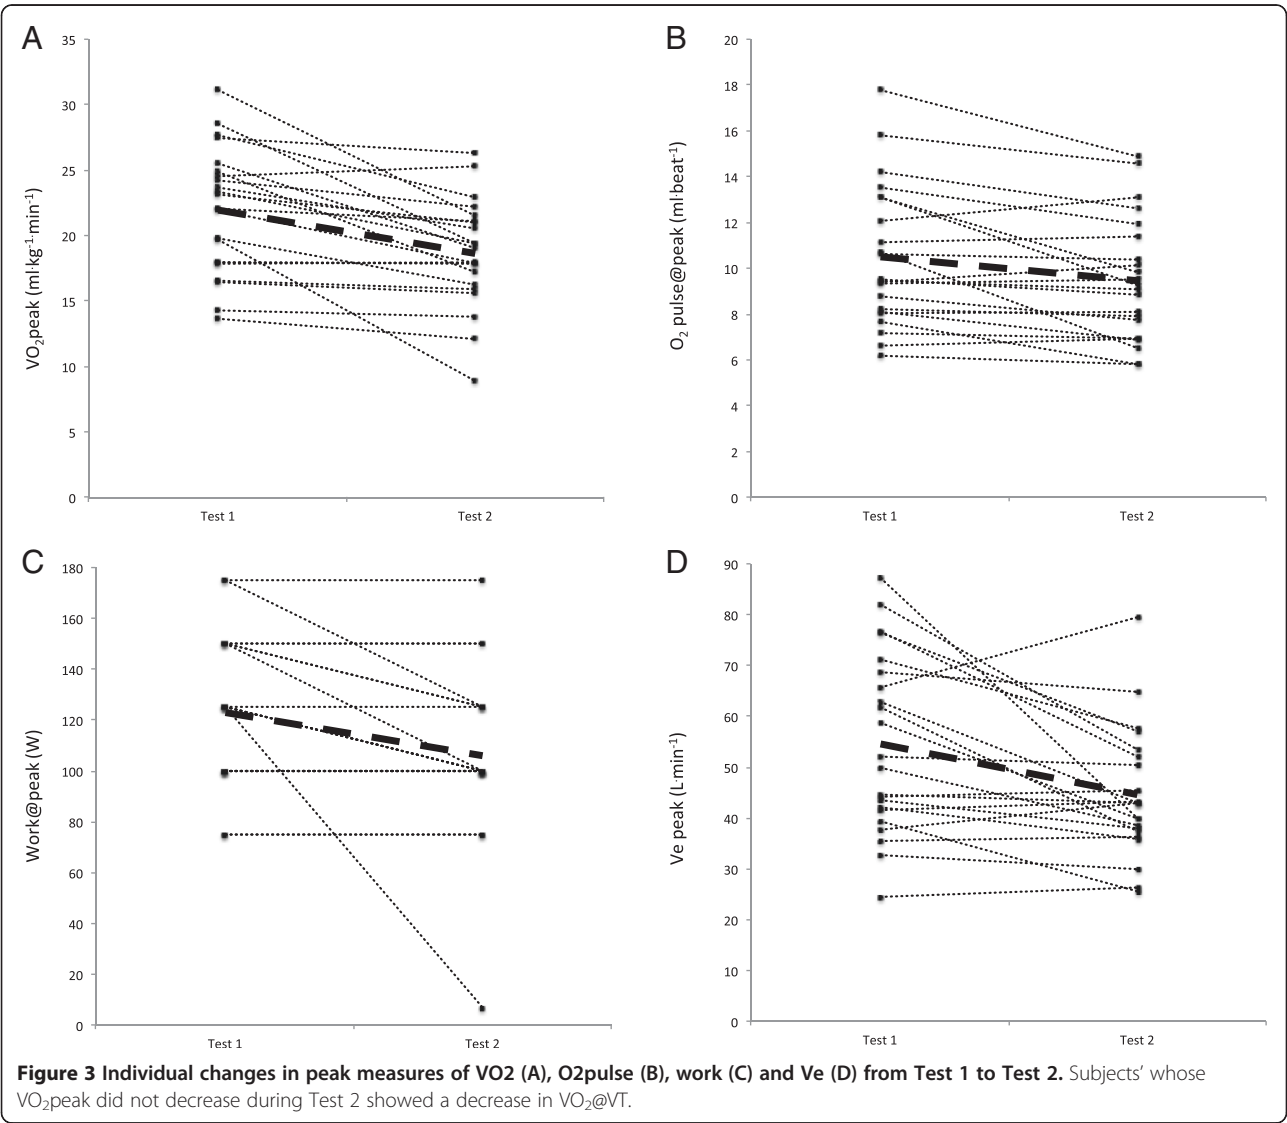 A
35
30
25
20
15
10
5
0
VO₂peak (ml·kg⁻¹·min⁻¹)
Test 1 Test 2
B
20
18
16
14
12
10
8
6
4
2
0
O₂ pulse@peak (ml·beat⁻¹)
Test 1 Test 2
C
180
160
140
120
100
80
60
40
20
0
Work@peak (W)
Test 1 Test 2
D
90
80
70
60
50
40
30
20
10
0
Ve peak (L·min⁻¹)
Test 1 Test 2
Figure 3 Individual changes in peak measures of VO2 (A), O2pulse (B), work (C) and Ve (D) from Test 1 to Test 2. Subjects’ whose
VO₂peak did not decrease during Test 2 showed a decrease in VO₂@VT.